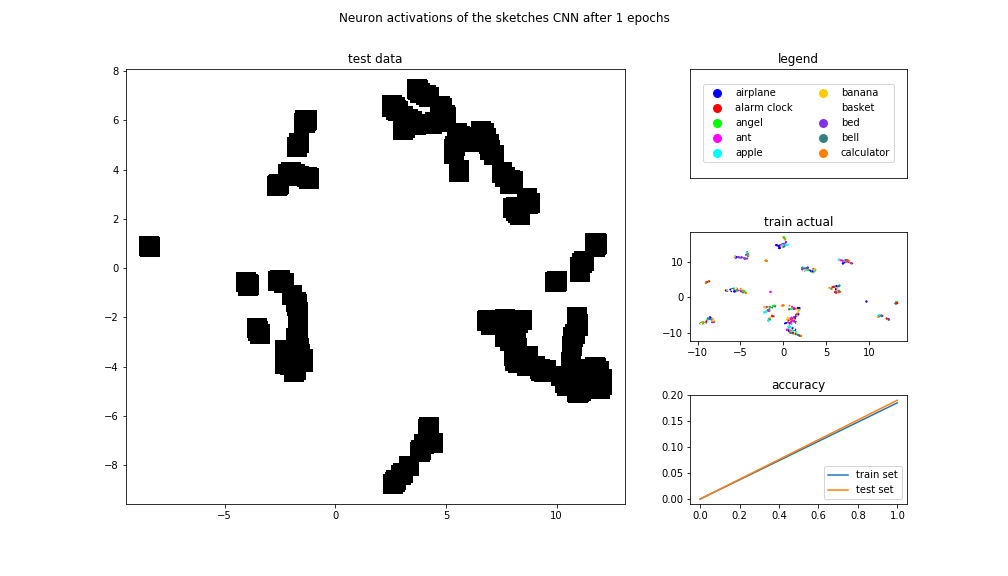 Neuron activations of the sketches CNN after 1 epochs
test data
8
6
4
2
0
−2
−4
−6
−8
−5
0
5
10
legend
airplane
alarm clock
angel
ant
apple
banana
basket
bed
bell
calculator
train actual
10
0
−10
−10
−5
0
5
10
accuracy
0.20
0.15
0.10
0.05
0.00
train set
test set
0.0
0.2
0.4
0.6
0.8
1.0